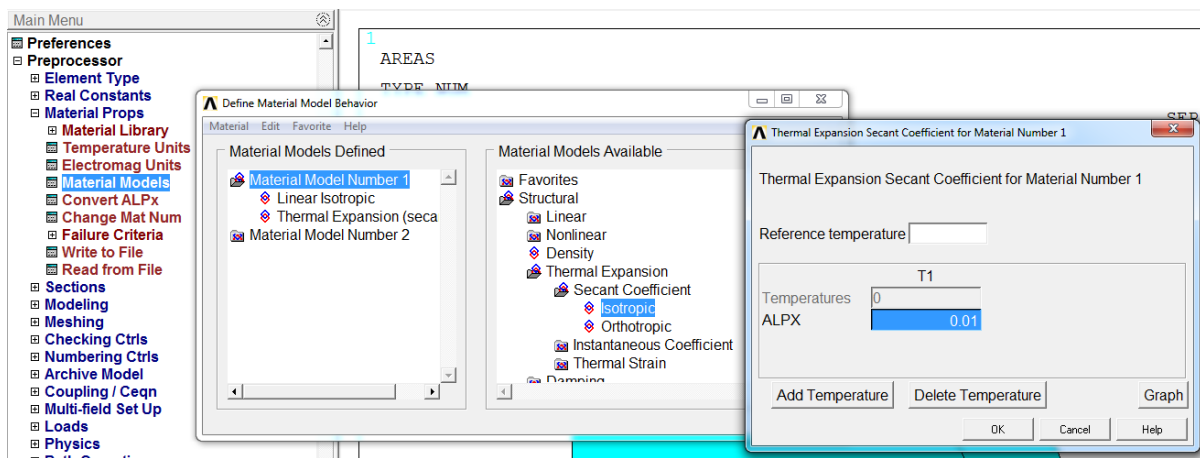 Main Menu
Preferences
Preprocessor
Element Type
Real Constants
Material Props
Material Library
Temperature Units
Electromag Units
Material Models
Convert ALPx
Change Mat Num
Failure Criteria
Write to File
Read from File
Sections
Modeling
Meshing
Checking Ctrls
Numbering Ctrls
Archive Model
Coupling / Ceqn
Multi-field Set Up
Loads
Physics
1
AREAS
TYPE NUM
SEP
Define Material Model Behavior
Material Edit Favorite Help
Material Models Defined
Material Model Number 1
Linear Isotropic
Thermal Expansion (seca
Material Model Number 2
Material Models Available
Favorites
Structural
Linear
Nonlinear
Density
Thermal Expansion
Secant Coefficient
Isotropic
Orthotropic
Instantaneous Coefficient
Thermal Strain
Damping
Thermal Expansion Secant Coefficient for Material Number 1
Thermal Expansion Secant Coefficient for Material Number 1
Reference temperature
T1
Temperatures 0
ALPX 0.01
Add Temperature Delete Temperature Graph
OK Cancel Help